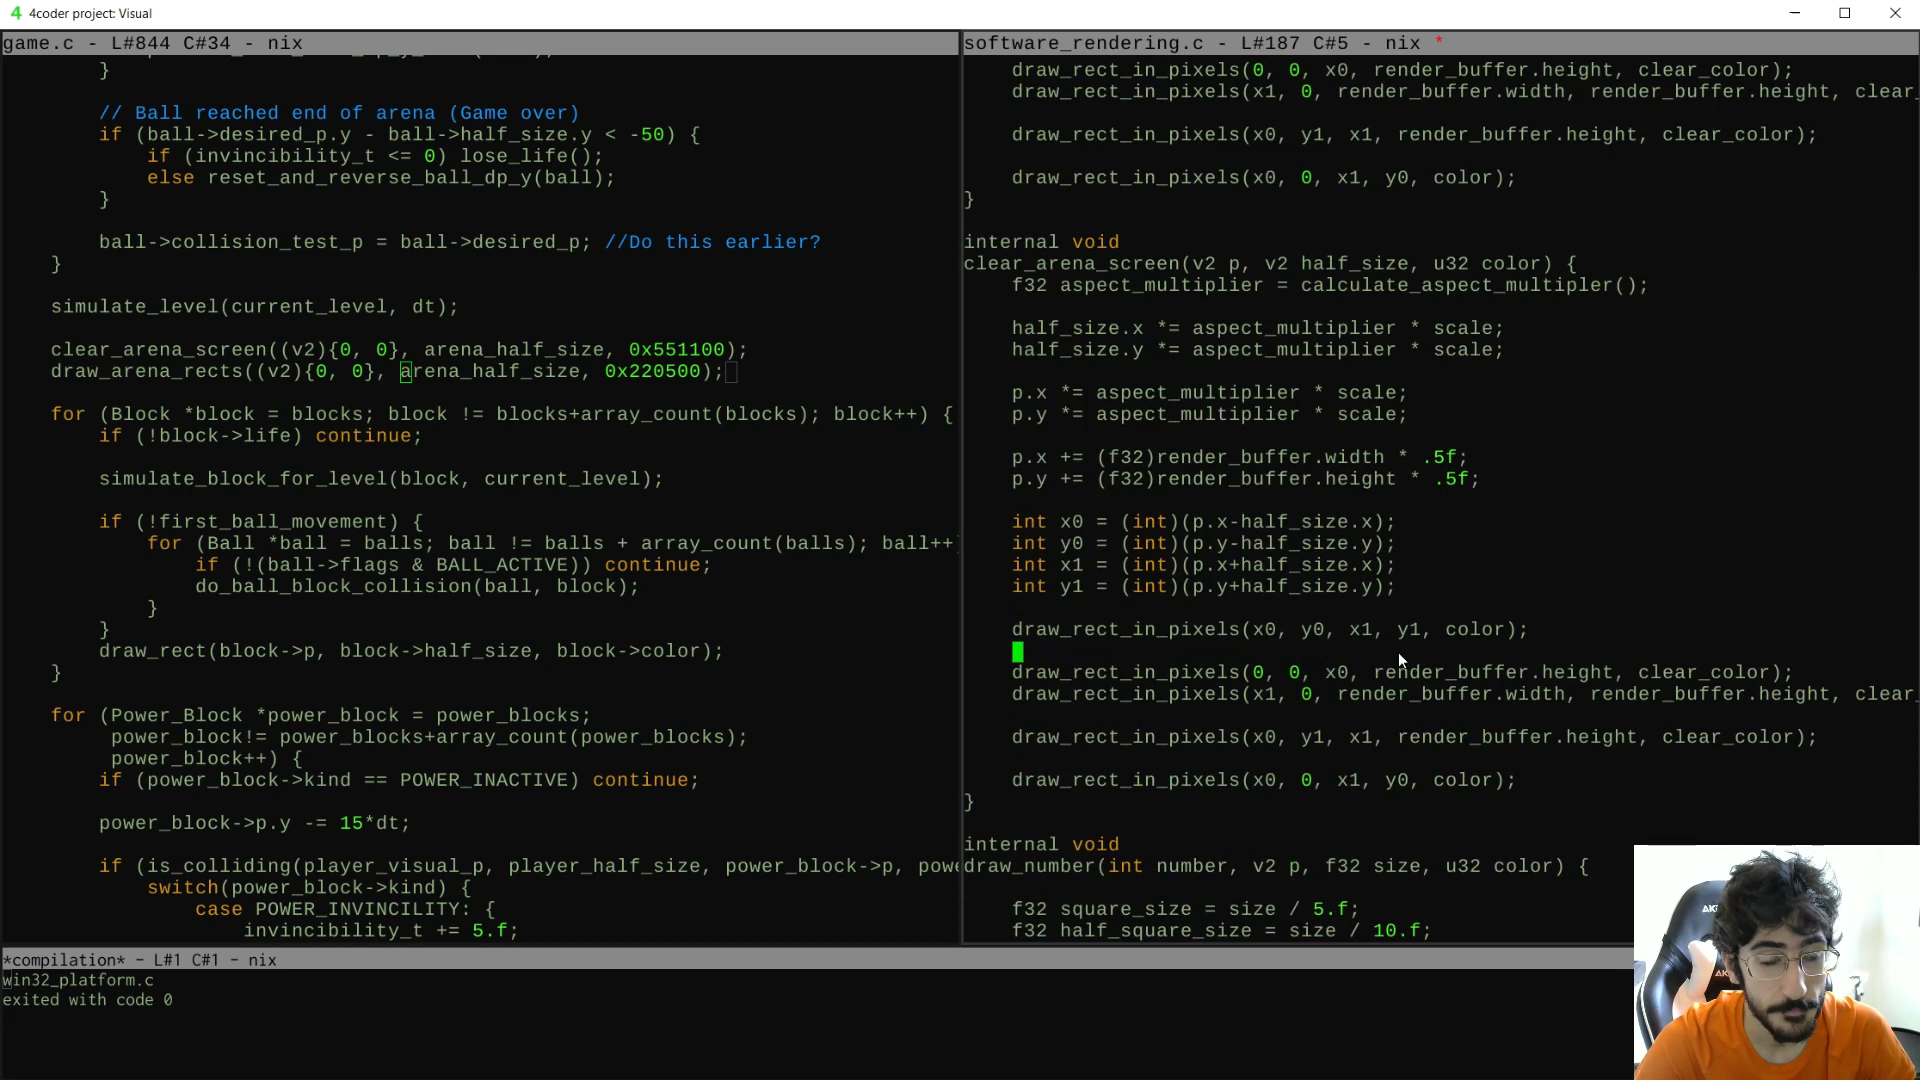 4 4coder project: Visual
game.c - L#844 C#34 - nix
}
// Ball reached end of arena (Game over)
if (ball->desired_p.y - ball->half_size.y < -50) {
if (invincibility_t <= 0) lose_life();
else reset_and_reverse_ball_dp_y(ball);
}
ball->collision_test_p = ball->desired_p; //Do this earlier?
}
simulate_level(current_level, dt);
clear_arena_screen((v2){0, 0}, arena_half_size, 0x551100);
draw_arena_rects((v2){0, 0}, arena_half_size, 0x220500);
for (Block *block = blocks; block != blocks+array_count(blocks); block++) {
if (!block->life) continue;
simulate_block_for_level(block, current_level);
if (!first_ball_movement) {
for (Ball *ball = balls; ball != balls + array_count(balls); ball++)
if (!(ball->flags & BALL_ACTIVE)) continue;
do_ball_block_collision(ball, block);
}
}
draw_rect(block->p, block->half_size, block->color);
}
for (Power_Block *power_block = power_blocks;
power_block!= power_blocks+array_count(power_blocks);
power_block++) {
if (power_block->kind == POWER_INACTIVE) continue;
power_block->p.y -= 15*dt;
if (is_colliding(player_visual_p, player_half_size, power_block->p, powe
switch(power_block->kind) {
case POWER_INVINCILITY: {
invincibility_t += 5.f;
software_rendering.c - L#187 C#5 - nix *
draw_rect_in_pixels(0, 0, x0, render_buffer.height, clear_color);
draw_rect_in_pixels(x1, 0, render_buffer.width, render_buffer.height, clear_
draw_rect_in_pixels(x0, y1, x1, render_buffer.height, clear_color);
draw_rect_in_pixels(x0, 0, x1, y0, color);
}
internal void
clear_arena_screen(v2 p, v2 half_size, u32 color) {
f32 aspect_multiplier = calculate_aspect_multipler();
half_size.x *= aspect_multiplier * scale;
half_size.y *= aspect_multiplier * scale;
p.x *= aspect_multiplier * scale;
p.y *= aspect_multiplier * scale;
p.x += (f32)render_buffer.width * .5f;
p.y += (f32)render_buffer.height * .5f;
int x0 = (int)(p.x-half_size.x);
int y0 = (int)(p.y-half_size.y);
int x1 = (int)(p.x+half_size.x);
int y1 = (int)(p.y+half_size.y);
draw_rect_in_pixels(x0, y0, x1, y1, color);
draw_rect_in_pixels(0, 0, x0, render_buffer.height, clear_color);
draw_rect_in_pixels(x1, 0, render_buffer.width, render_buffer.height, clear_
draw_rect_in_pixels(x0, y1, x1, render_buffer.height, clear_color);
draw_rect_in_pixels(x0, 0, x1, y0, color);
}
internal void
draw_number(int number, v2 p, f32 size, u32 color) {
f32 square_size = size / 5.f;
f32 half_square_size = size / 10.f;
*compilation* - L#1 C#1 - nix
win32_platform.c
exited with code 0